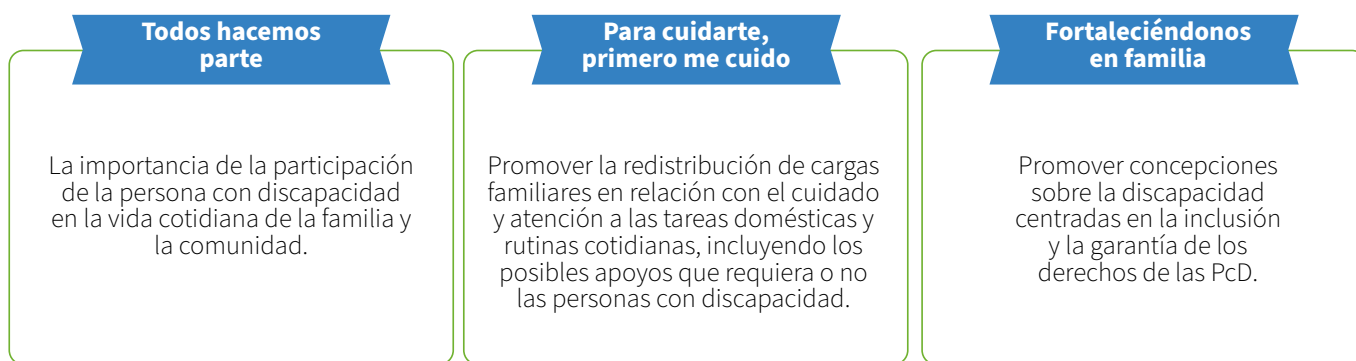 Todos hacemos
parte
La importancia de la participación
de la persona con discapacidad
en la vida cotidiana de la familia y
la comunidad.
Para cuidarte,
primero me cuido
Promover la redistribución de cargas
familiares en relación con el cuidado
y atención a las tareas domésticas y
rutinas cotidianas, incluyendo los
posibles apoyos que requiera o no
las personas con discapacidad.
Fortaleciéndonos
en familia
Promover concepciones
sobre la discapacidad
centradas en la inclusión
y la garantía de los
derechos de las PcD.